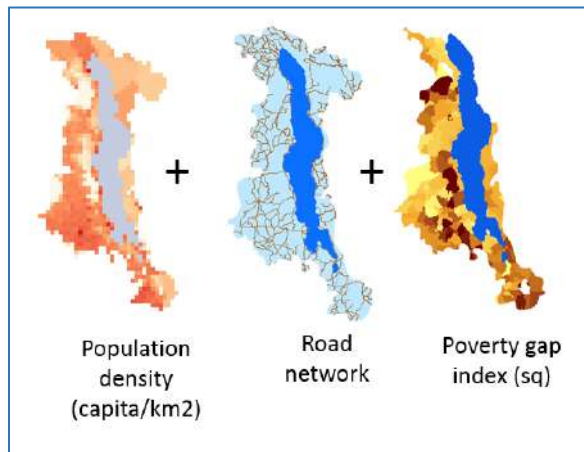 +
+
Population
density
(capita/km2)
Road
network
Poverty gap
index (sq)